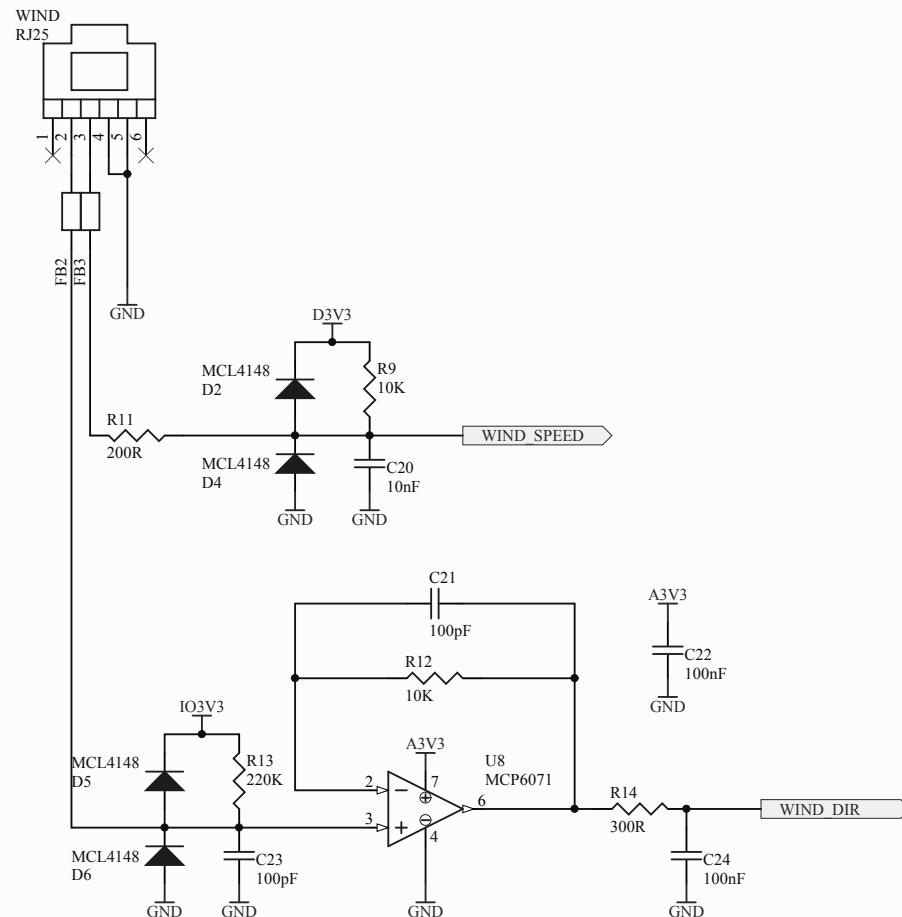 WIND
RJ25
1
2
3
4
5
6
FB2
FB3
GND
D3V3
MCL4148
D2
R9
10K
R11
200R
WIND_SPEED
MCL4148
D4
C20
10nF
GND
GND
C21
100pF
A3V3
R12
10K
C22
100nF
GND
IO3V3
A3V3
MCL4148
D5
R13
220K
U8
MCP6071
2
7
6
R14
300R
WIND_DIR
3
4
MCL4148
D6
C23
100pF
C24
100nF
GND
GND
GND
GND